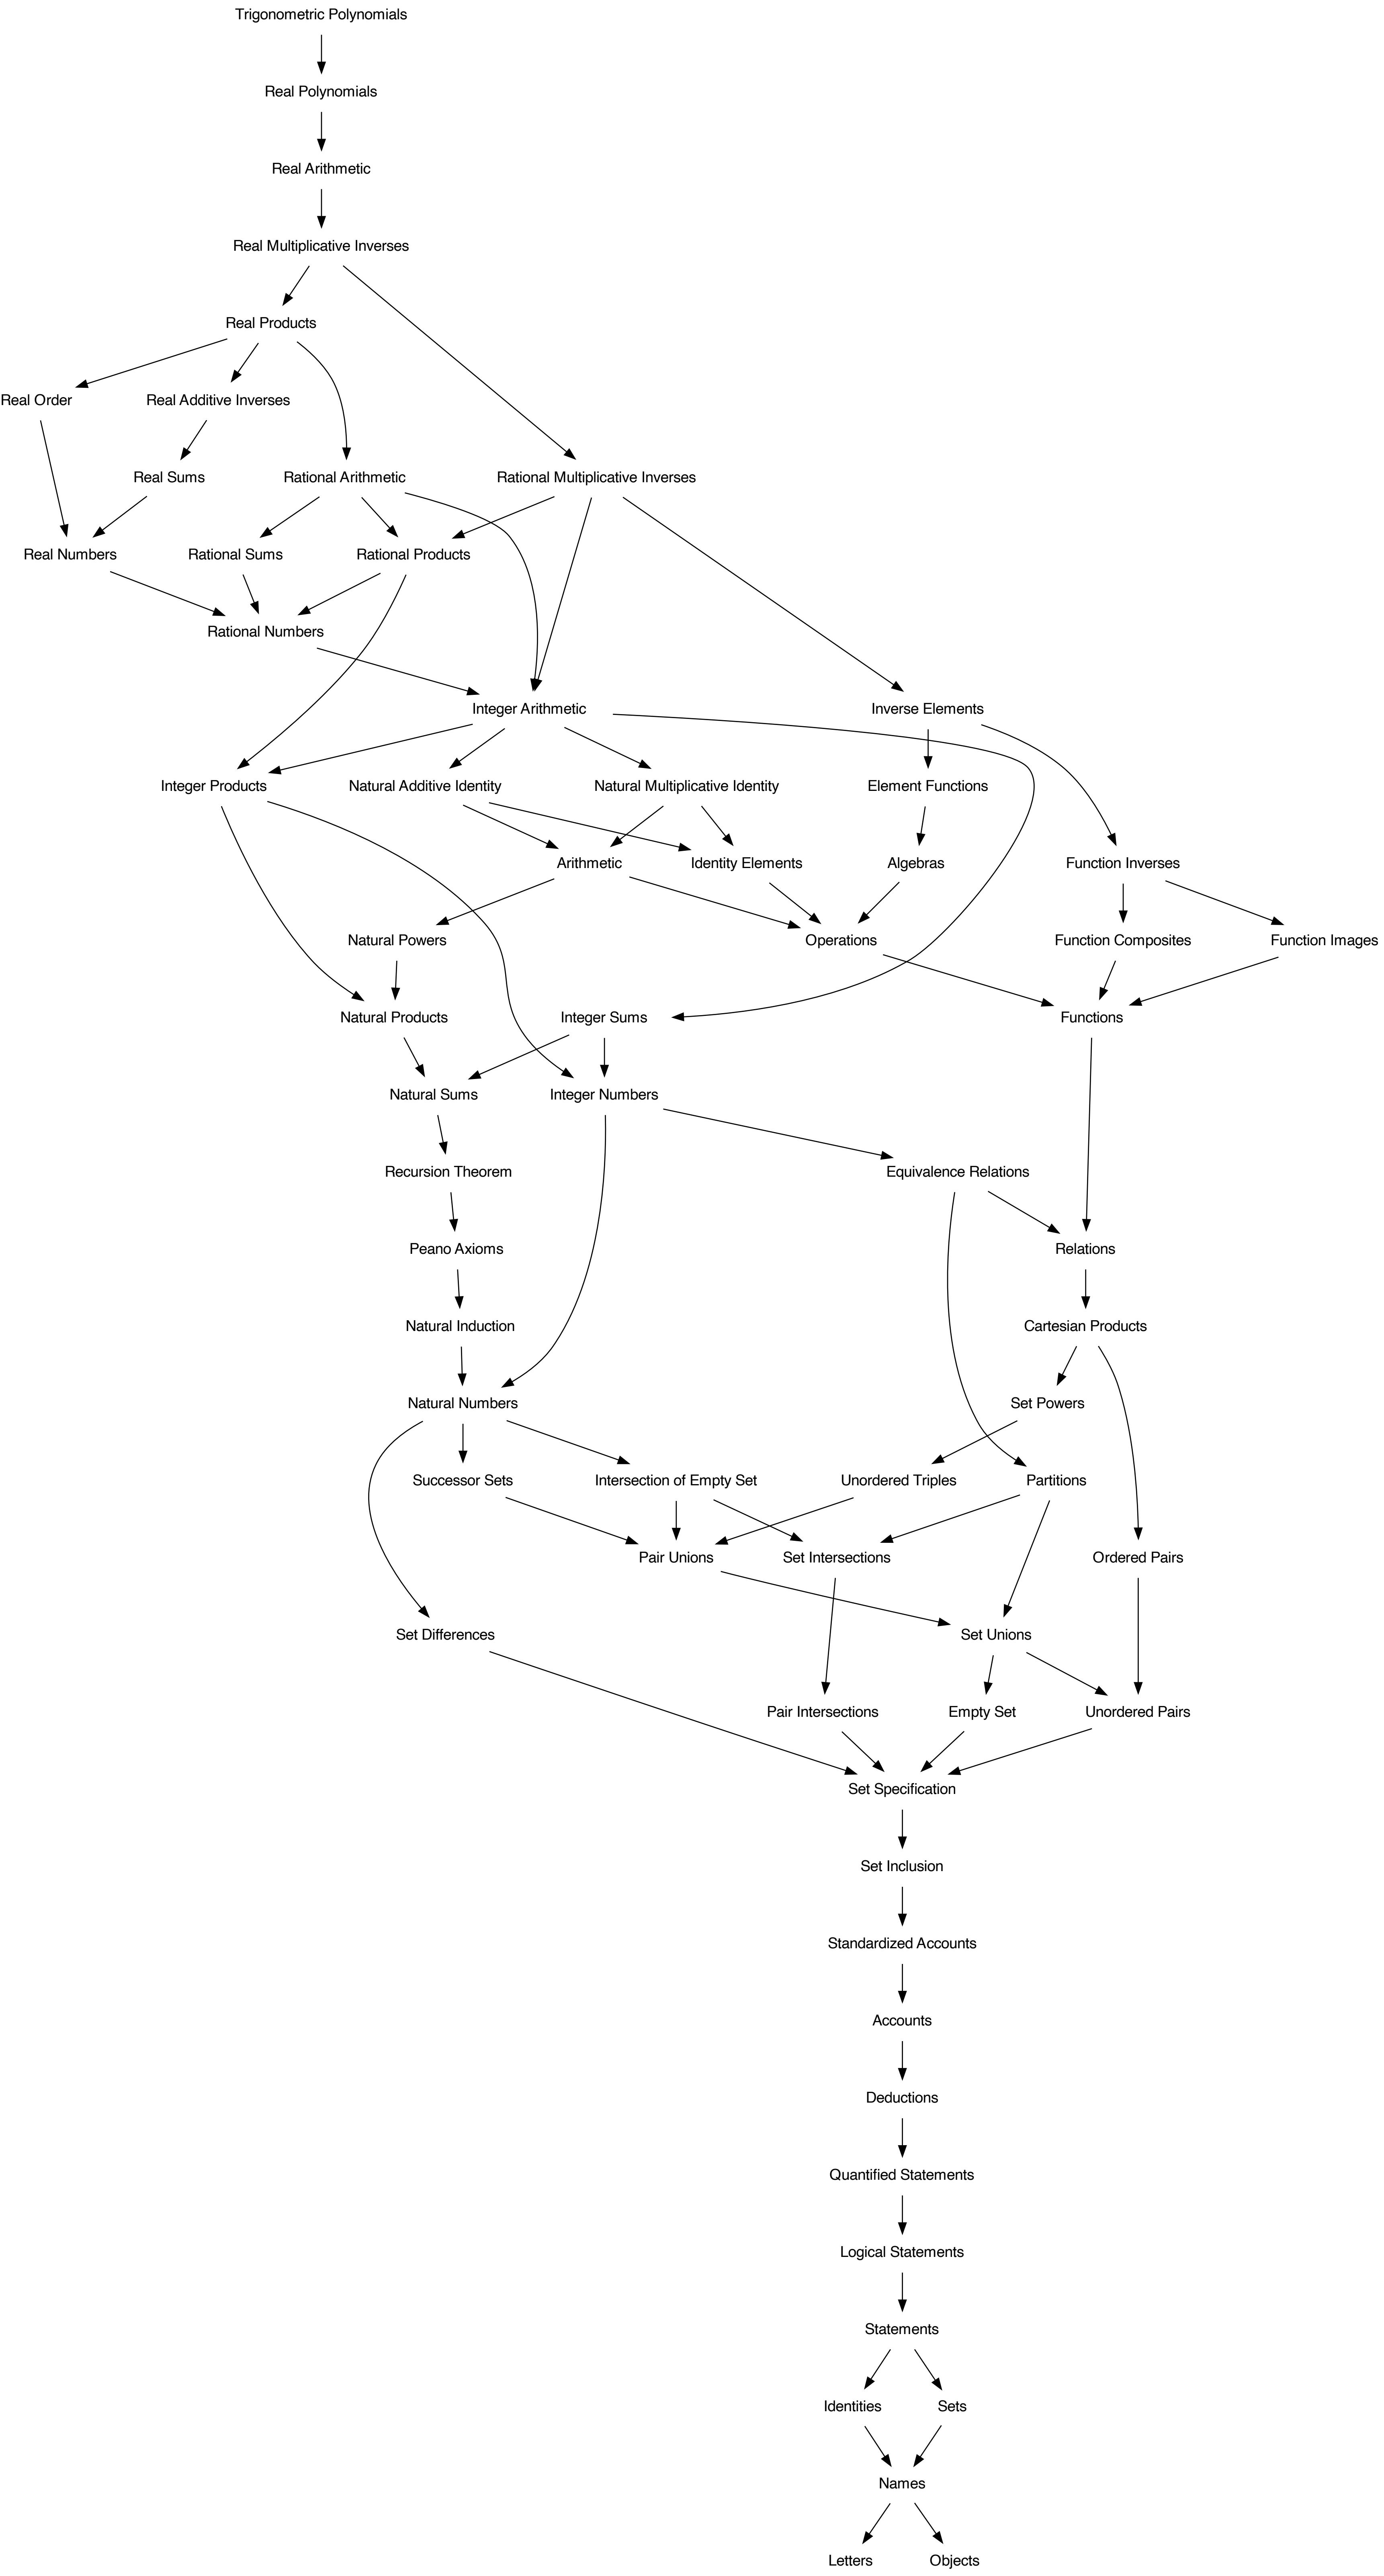 Trigonometric Polynomials
Real Polynomials
Real Arithmetic
Real Multiplicative Inverses
Real Products
Real Order
Real Additive Inverses
Real Sums
Rational Arithmetic
Rational Multiplicative Inverses
Real Numbers
Rational Sums
Rational Products
Rational Numbers
Integer Arithmetic
Inverse Elements
Integer Products
Natural Additive Identity
Natural Multiplicative Identity
Element Functions
Arithmetic
Identity Elements
Algebras
Function Inverses
Natural Powers
Operations
Function Composites
Function Images
Natural Products
Integer Sums
Functions
Natural Sums
Integer Numbers
Recursion Theorem
Equivalence Relations
Peano Axioms
Relations
Natural Induction
Cartesian Products
Natural Numbers
Set Powers
Successor Sets
Intersection of Empty Set
Unordered Triples
Partitions
Pair Unions
Set Intersections
Ordered Pairs
Set Differences
Set Unions
Pair Intersections
Empty Set
Unordered Pairs
Set Specification
Set Inclusion
Standardized Accounts
Accounts
Deductions
Quantified Statements
Logical Statements
Statements
Identities
Sets
Names
Letters
Objects